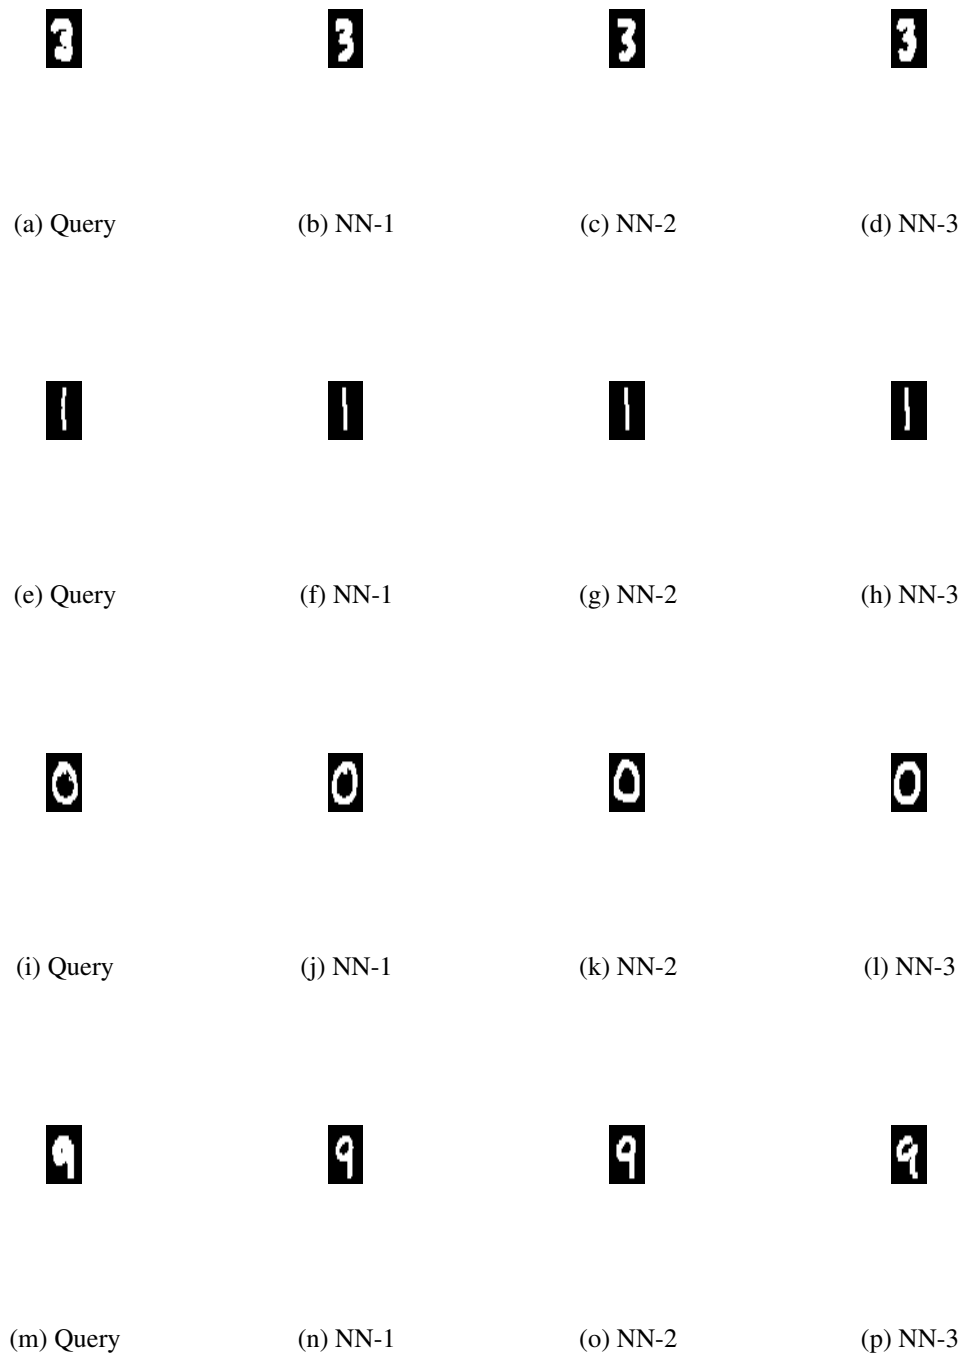 3 3 3 3
(a) Query (b) NN-1 (c) NN-2 (d) NN-3
1 1 1 1
(e) Query (f) NN-1 (g) NN-2 (h) NN-3
0 0 0 0
(i) Query (j) NN-1 (k) NN-2 (l) NN-3
9 9 9 9
(m) Query (n) NN-1 (o) NN-2 (p) NN-3